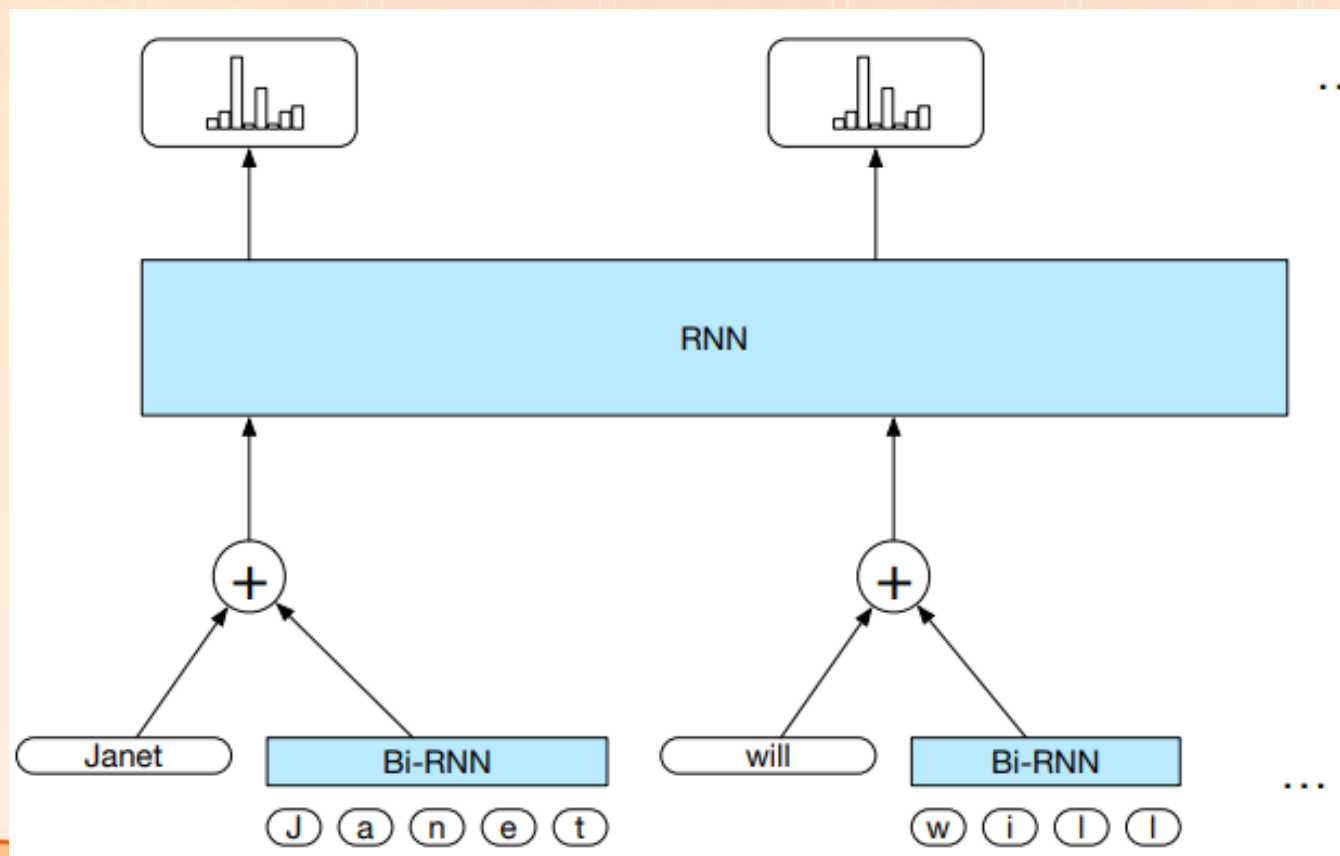 ...
RNN
+ +
Janet Bi-RNN will Bi-RNN ...
J a n e t w i l l